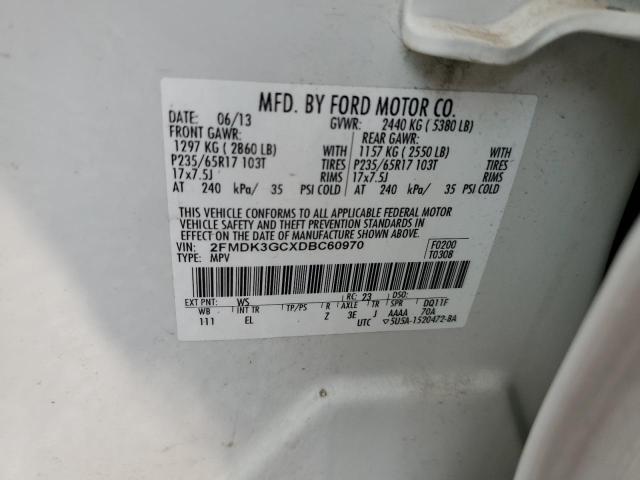 MFD. BY FORD MOTOR CO.
DATE: 06/13 GVWR: 2440 KG ( 5380 LB)
FRONT GAWR: REAR GAWR:
1297 KG ( 2860 LB) WITH 1157 KG ( 2550 LB) WITH
P235/65R17 103T TIRES P235/65R17 103T TIRES
17x7.5J RIMS 17x7.5J RIMS
AT 240 kPa/ 35 PSI COLD AT 240 kPa/ 35 PSI COLD
THIS VEHICLE CONFORMS TO ALL APPLICABLE FEDERAL MOTOR
VEHICLE SAFETY AND THEFT PREVENTION STANDARDS IN
EFFECT ON THE DATE OF MANUFACTURE SHOWN ABOVE.
VIN: 2FMDK3GCXDBC60970 F0200
TYPE: MPV T0308
EXT PNT: WS RC: 23 DSO:
WB INT TR TP/PS R AXLE TR SPR DQ11F
111 EL Z 3E J AAAA 70A
UTC ▽5U5A-1520472-BA